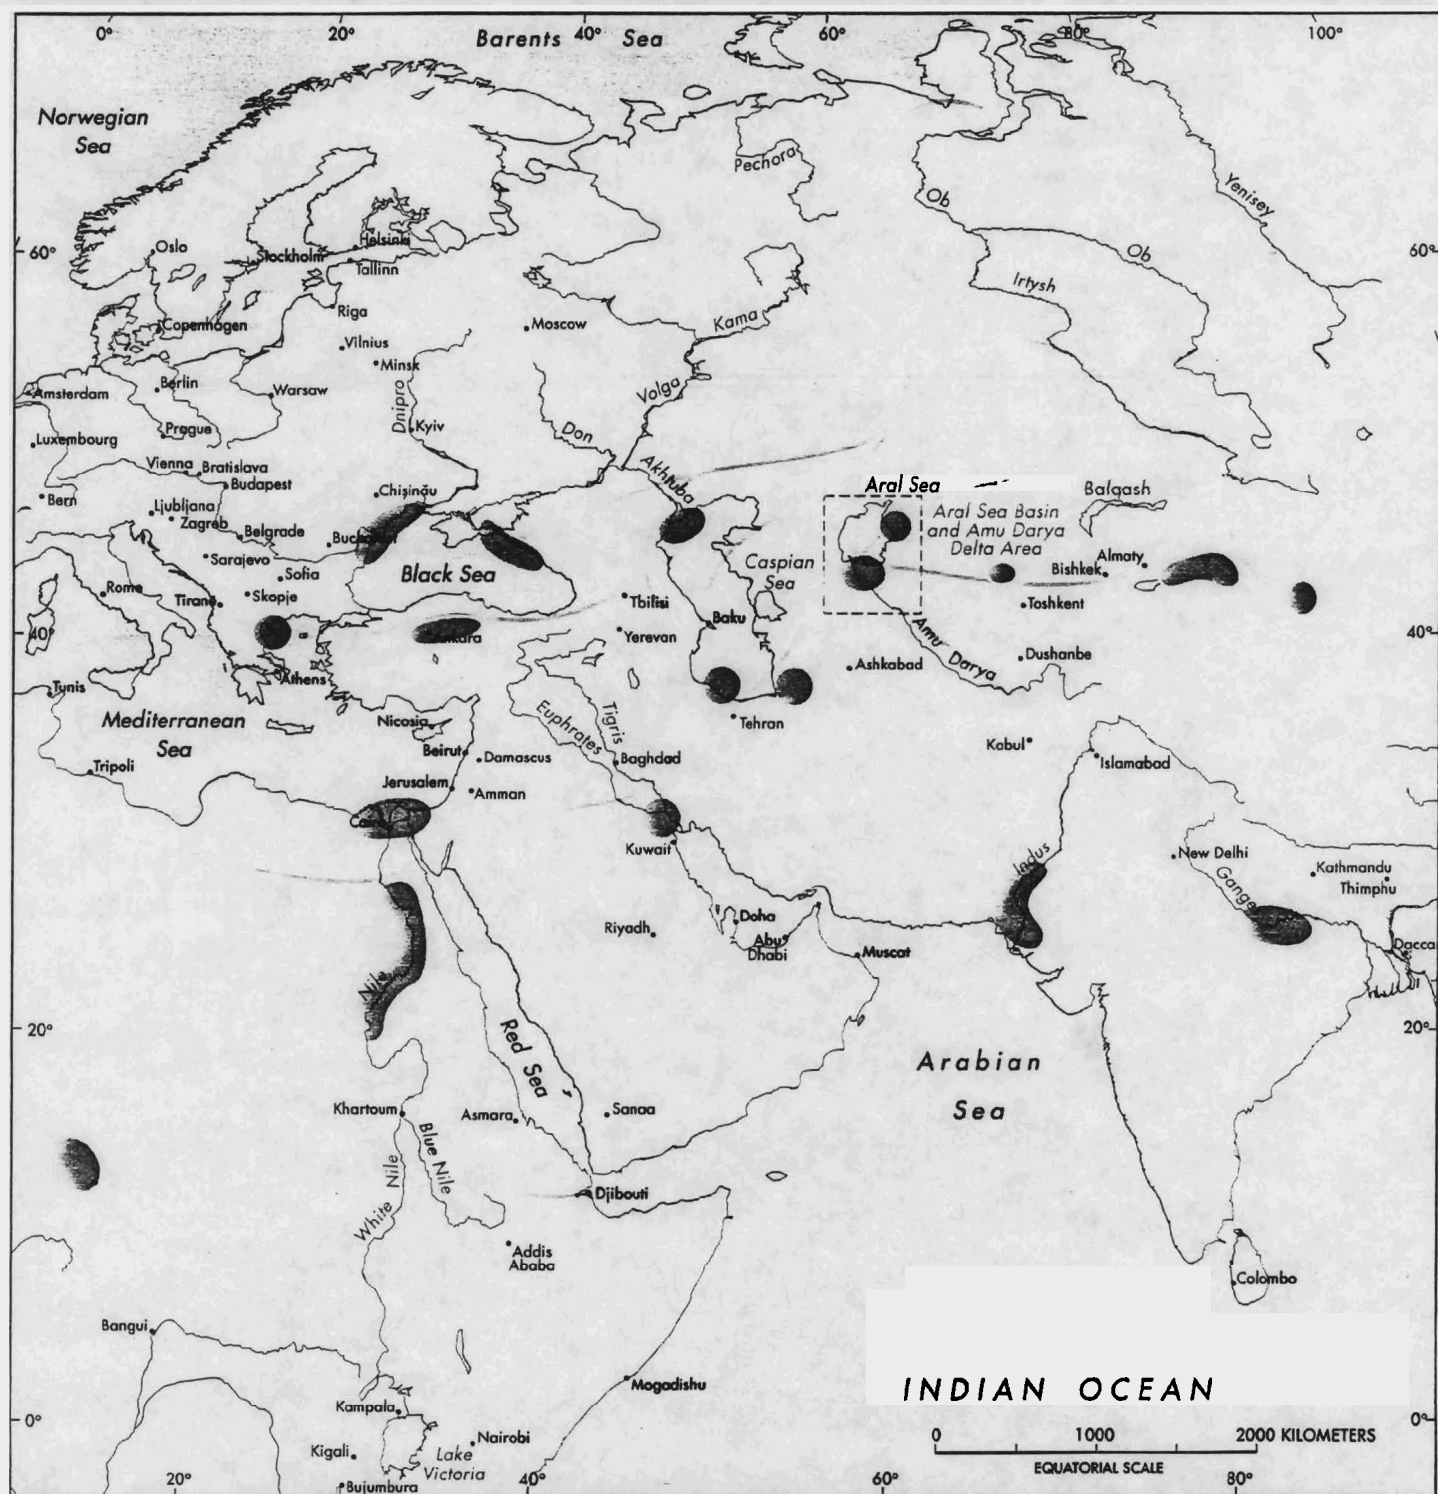 0° 20° 40° 60° 80° 100°
Barents Sea
Norwegian
Sea
Pechora
Ob
Yenisey
Oslo
Stockholm
Helsinki
Tallinn
60°
60°
Ob
Irtysh
Riga
Copenhagen
Moscow
Kama
Vilnius
Minsk
Amsterdam
Berlin
Warsaw
Dnipro
Volga
Luxembourg
Prague
Kyiv
Don
Vienna
Bratislava
Budapest
Akhtuba
Bern
Chişinău
Aral Sea
Balqash
Ljubljana
Zagreb
Belgrade
Aral Sea Basin
and Amu Darya
Delta Area
Sarajevo
Sofia
Black Sea
Caspian
Sea
Almaty
Bishkek
Rome
Tiranë
Skopje
Tbilisi
Toshkent
40°
Yerevan
Baku
Amu Darya
40°
Ashkabad
Dushanbe
Tunis
Athens
Mediterranean
Sea
Nicosia
Euphrates
Tigris
Tehran
Kabul
Beirut
Damascus
Baghdad
Islamabad
Tripoli
Jerusalem
Amman
Cairo
Kuwait
Indus
New Delhi
Kathmandu
Thimphu
Ganges
Riyadh
Doha
Abu
Dhabi
Muscat
Dacca
Nile
20°
Red Sea
Arabian
Sea
20°
Khartoum
Asmara
Sanaa
White Nile
Blue Nile
Djibouti
Addis
Ababa
Colombo
Bangui
Mogadishu
INDIAN OCEAN
Kampala
0°
0°
Kigali
Lake
Victoria
Nairobi
0 1000 2000 KILOMETERS
EQUATORIAL SCALE
Bujumbura
20° 40° 60° 80°